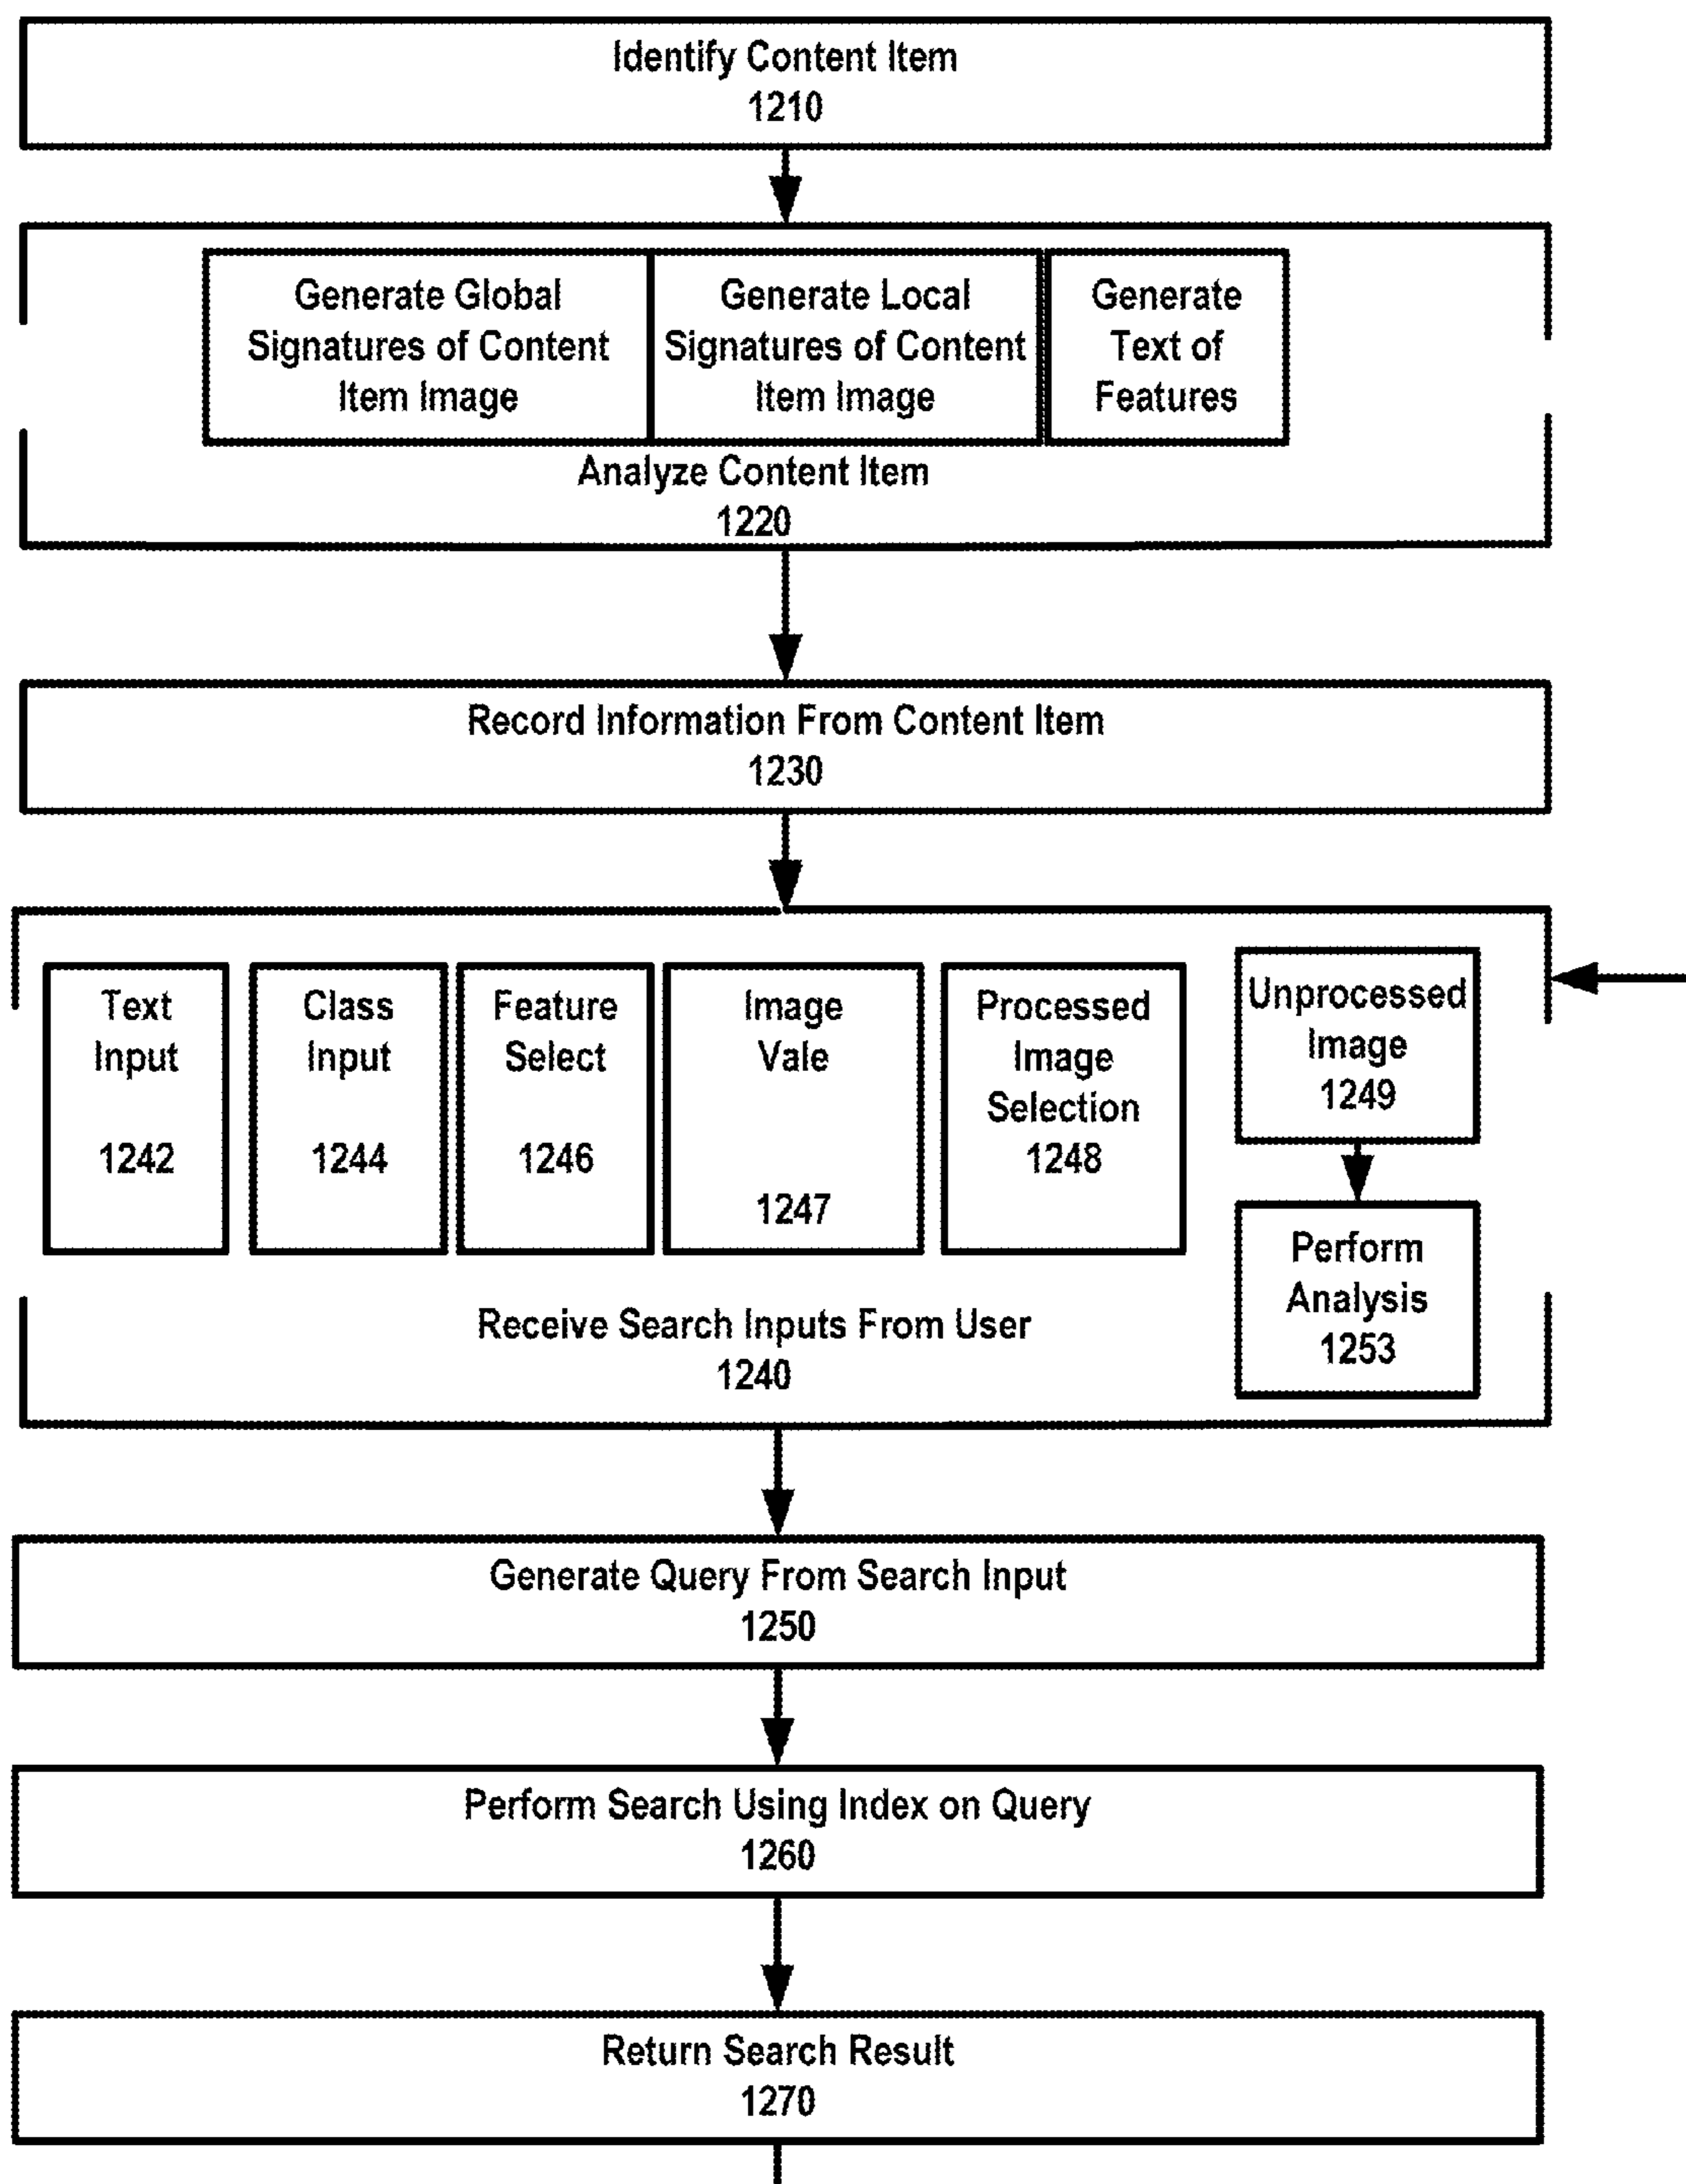 Identify Content Item
1210
Generate Global
Signatures of Content
Item Image
Generate Local
Signatures of Content
Item Image
Generate
Text of
Features
Analyze Content Item
1220
Record Information From Content Item
1230
Text
Input
1242
Class
Input
1244
Feature
Select
1246
Image
Vale
1247
Processed
Image
Selection
1248
Unprocessed
Image
1249
Perform
Analysis
1253
Receive Search Inputs From User
1240
Generate Query From Search Input
1250
Perform Search Using Index on Query
1260
Return Search Result
1270